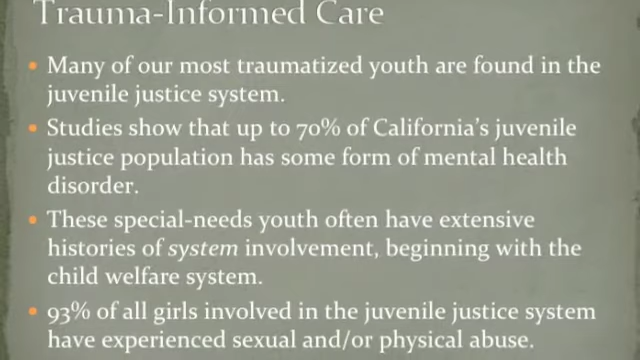 Trauma-Informed Care
• Many of our most traumatized youth are found in the
juvenile justice system.
• Studies show that up to 70% of California's juvenile
justice population has some form of mental health
disorder.
• These special-needs youth often have extensive
histories of system involvement, beginning with the
child welfare system.
• 93% of all girls involved in the juvenile justice system
have experienced sexual and/or physical abuse.